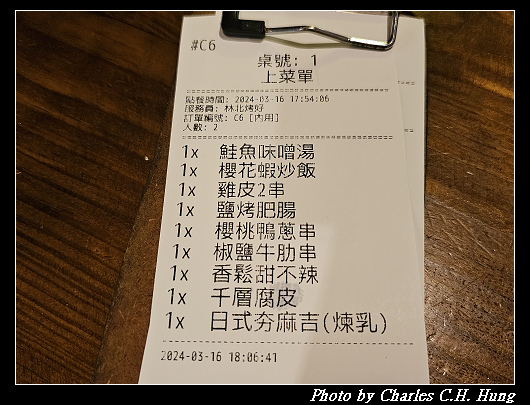 #C6
桌號: 1
上菜單
點餐時間: 2024-03-16 17:54:06
服務員: 林北烤好
訂單編號: C6 [內用]
人數: 2
1x 鮭魚味噌湯
1x 櫻花蝦炒飯
1x 雞皮2串
1x 鹽烤肥腸
1x 櫻桃鴨蔥串
1x 椒鹽牛肋串
1x 香鬆甜不辣
1x 千層腐皮
1x 日式夯麻吉(煉乳)
2024-03-16 18:06:41
Photo by Charles C.H. Hung